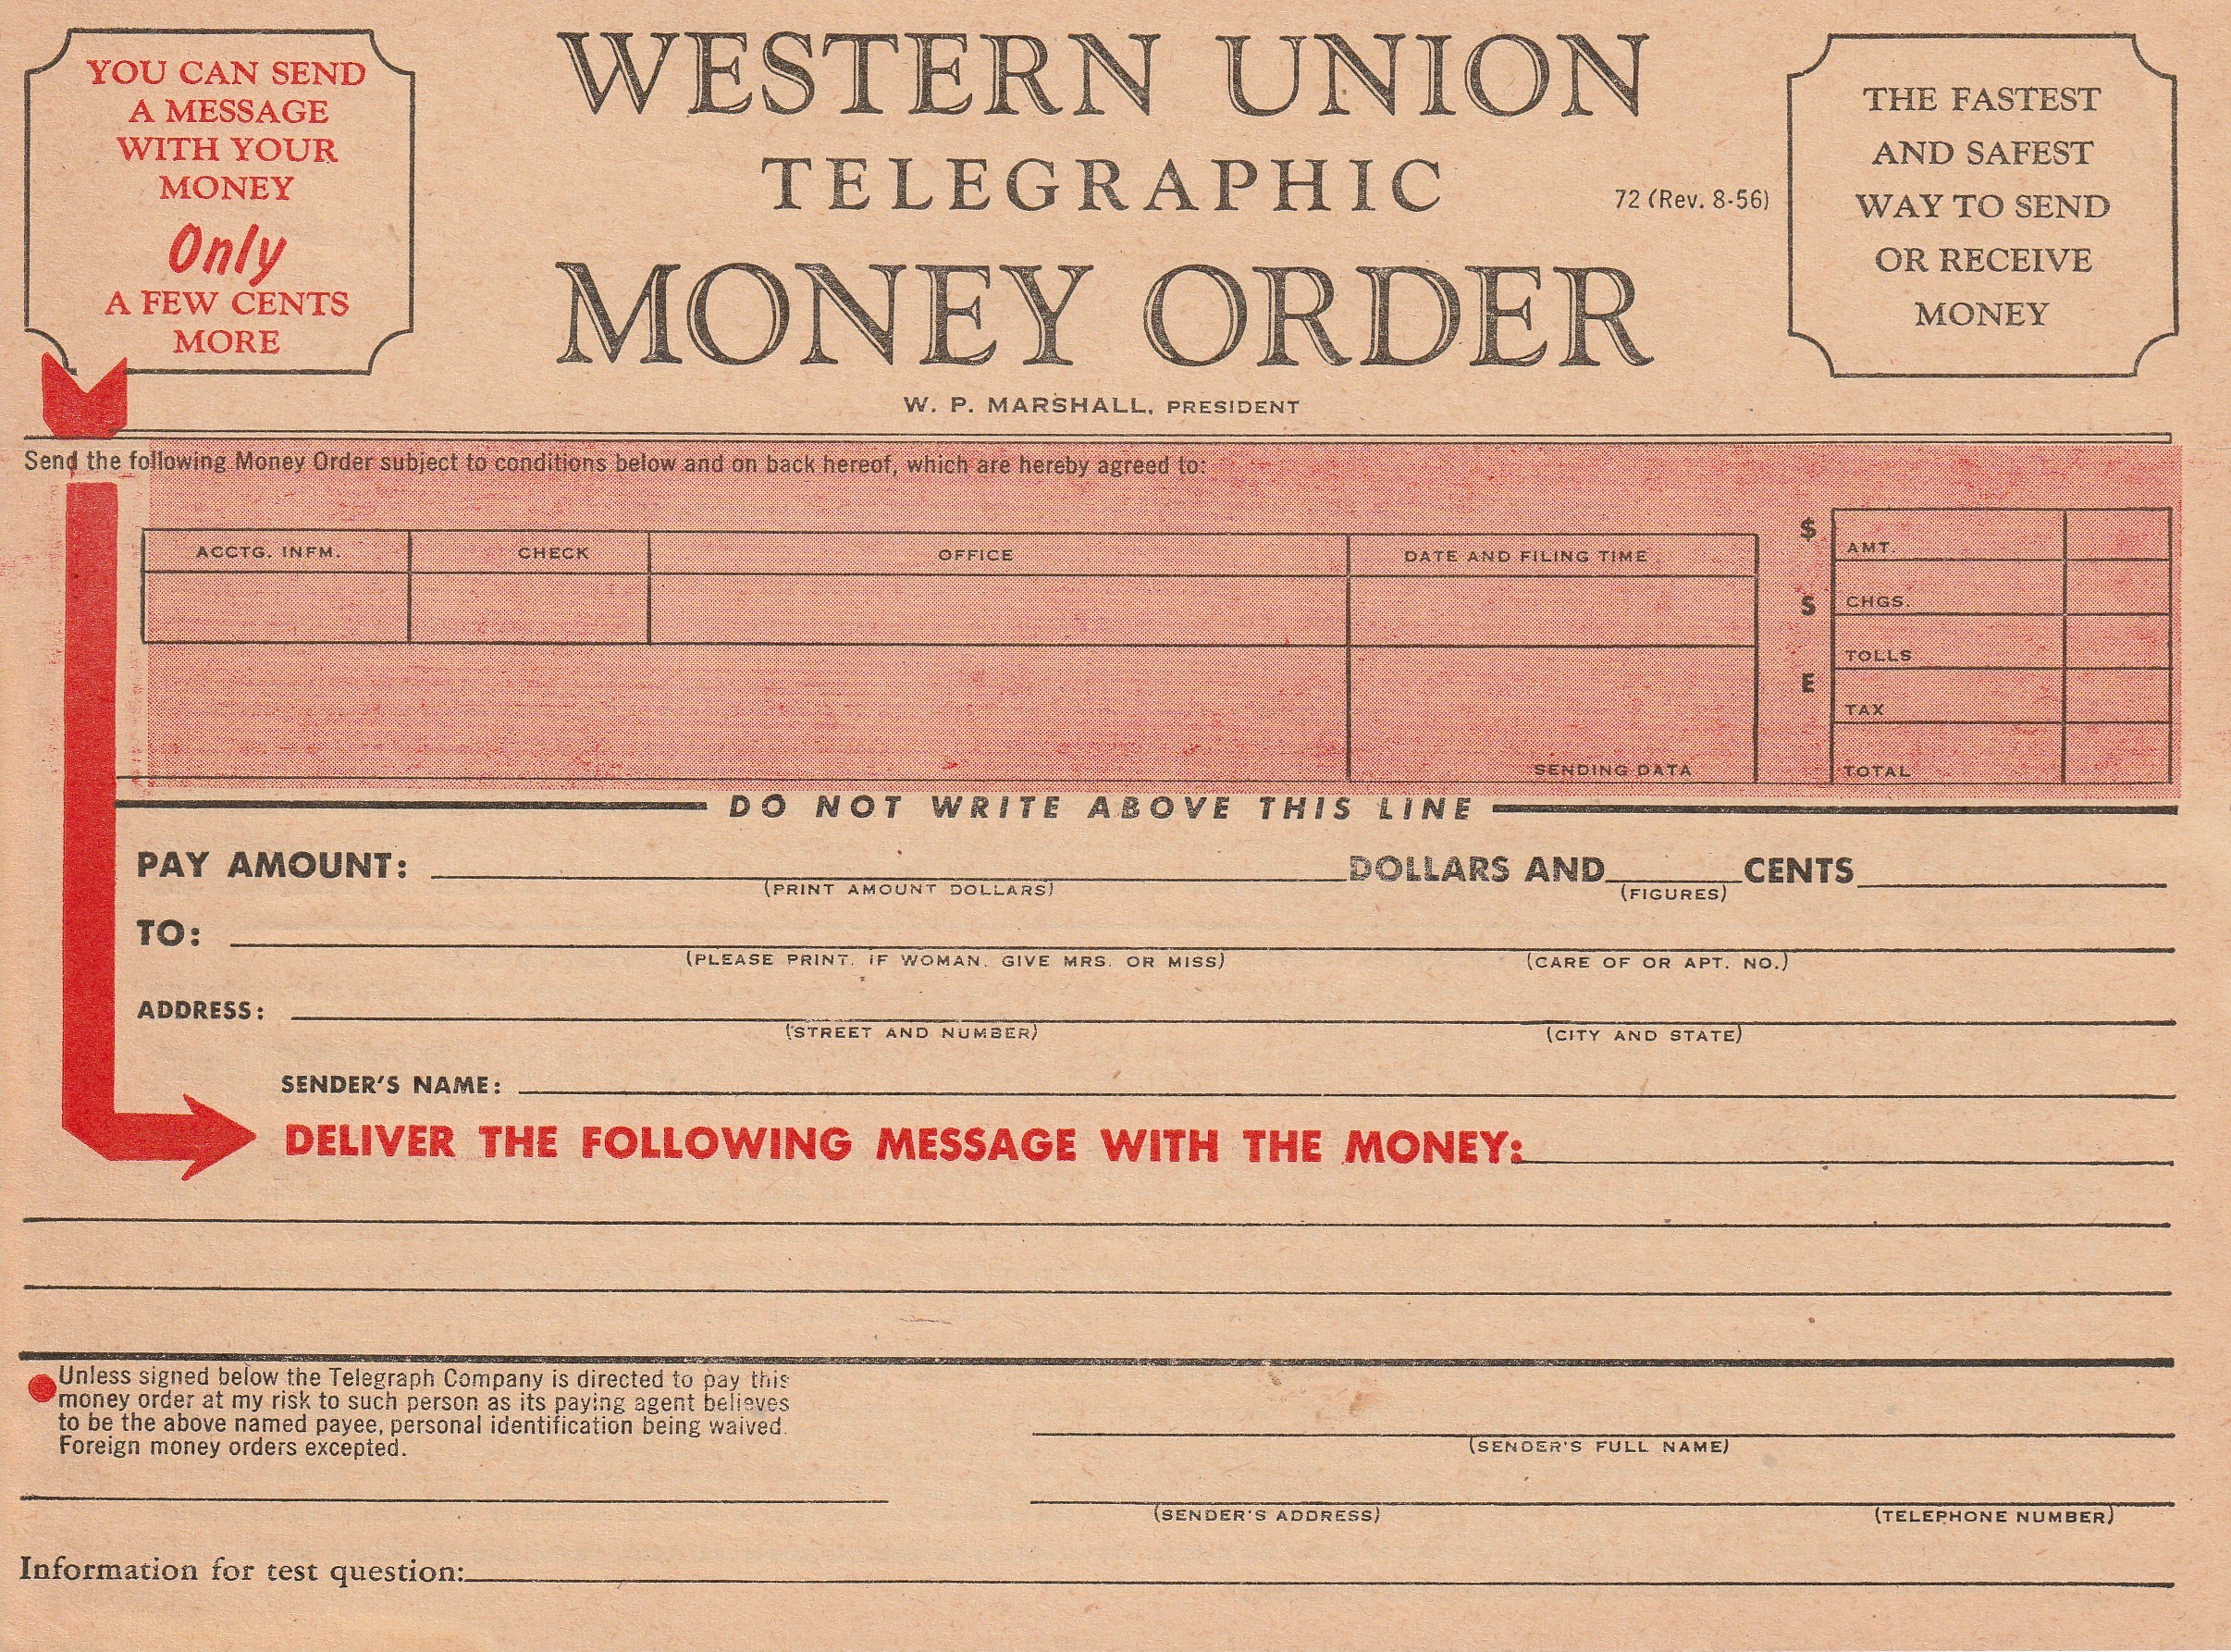 YOU CAN SEND
A MESSAGE
WITH YOUR
MONEY
Only
A FEW CENTS
MORE
WESTERN UNION
TELEGRAPHIC
72 (Rev. 8-56)
MONEY ORDER
W. P. MARSHALL, PRESIDENT
THE FASTEST
AND SAFEST
WAY TO SEND
OR RECEIVE
MONEY
Send the following Money Order subject to conditions below and on back hereof, which are hereby agreed to:
ACCTG. INFM. CHECK OFFICE DATE AND FILING TIME
SENDING DATA
$ AMT.
S CHGS.
TOLLS
E TAX
TOTAL
DO NOT WRITE ABOVE THIS LINE
PAY AMOUNT: DOLLARS AND CENTS
(PRINT AMOUNT DOLLARS) (FIGURES)
TO:
(PLEASE PRINT. IF WOMAN. GIVE MRS. OR MISS) (CARE OF OR APT. NO.)
ADDRESS:
(STREET AND NUMBER) (CITY AND STATE)
SENDER'S NAME:
DELIVER THE FOLLOWING MESSAGE WITH THE MONEY:
Unless signed below the Telegraph Company is directed to pay this
money order at my risk to such person as its paying agent believes
to be the above named payee, personal identification being waived.
Foreign money orders excepted.
(SENDER'S FULL NAME)
(SENDER'S ADDRESS) (TELEPHONE NUMBER)
Information for test question: